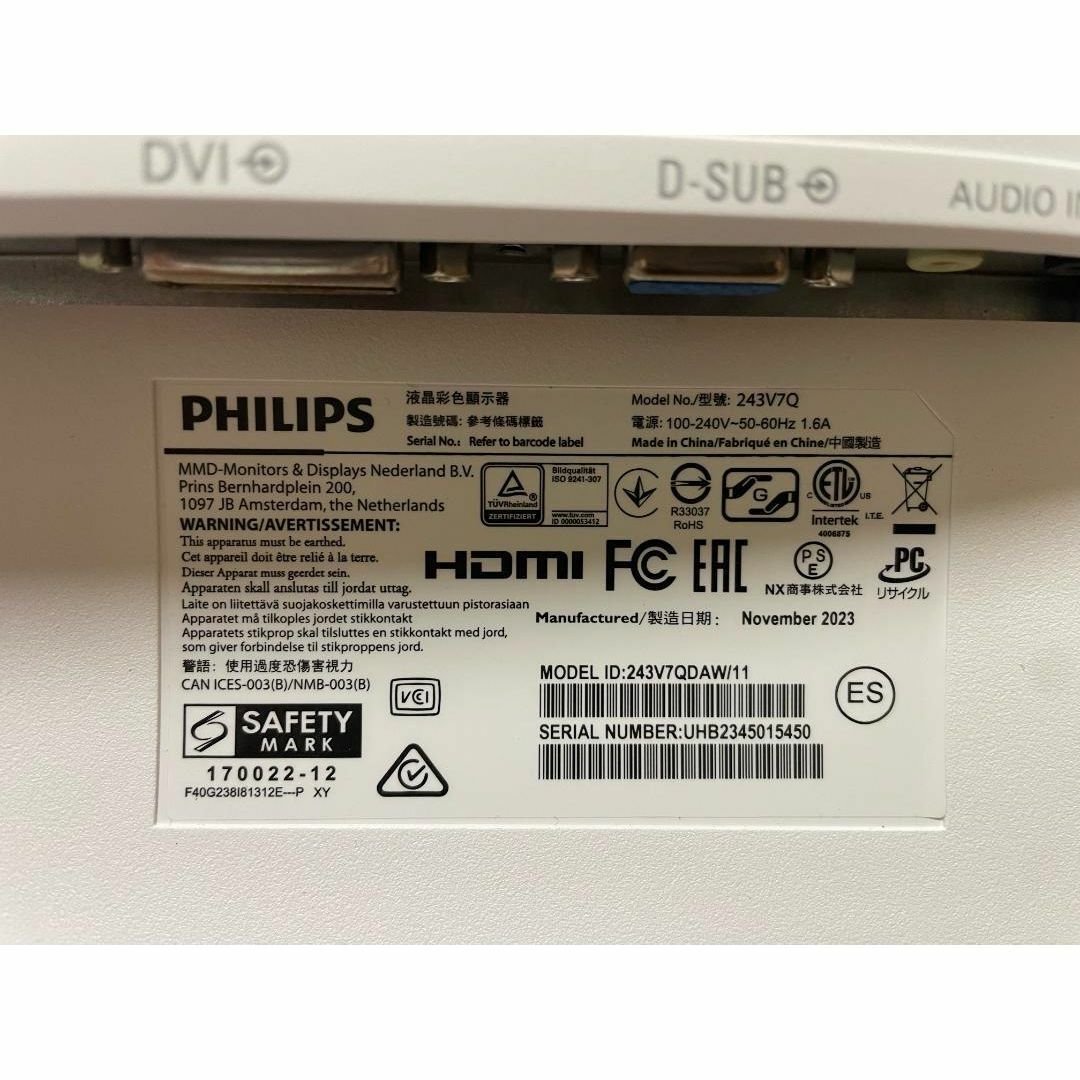 DVI
D-SUB
AUDIO
PHILIPS
液晶彩色顯示器
製造號碼: 參考條碼標籤
Serial No.: Refer to barcode label
Model No./型號: 243V7Q
電源: 100-240V~50-60Hz 1.6A
Made in China/Fabriqué en Chine/中國製造
MMD-Monitors & Displays Nederland B.V.
Prins Bernhardplein 200,
1097 JB Amsterdam, the Netherlands
WARNING/AVERTISSEMENT:
This apparatus must be earthed.
Cet appareil doit être relié à la terre.
Dieser Apparat muss geerdet sein.
Apparaten skall anslutas till jordat uttag.
Laite on liitettävä suojakoskettimilla varustettuun pistorasiaan
Apparatet må tilkoples jordet stikkontakt
Apparatets stikprop skal tilsluttes en stikkontakt med jord,
som giver forbindelse til stikproppens jord.
警語: 使用過度恐傷害視力
CAN ICES-003(B)/NMB-003(B)
TÜVRheinland
ZERTIFIZIERT
Bildqualität
ISO 9241-307
www.tuv.com
ID 0000053412
R33037
RoHS
G
C ETL US
Intertek
4006875
I.T.E.
HDMI
FC
EAC
PSE
NX商事株式会社
PC
リサイクル
Manufactured/製造日期: November 2023
MODEL ID:243V7QDAW/11
SERIAL NUMBER:UHB2345015450
ES
VCI
SAFETY
MARK
170022-12
F40G238I81312E---P XY